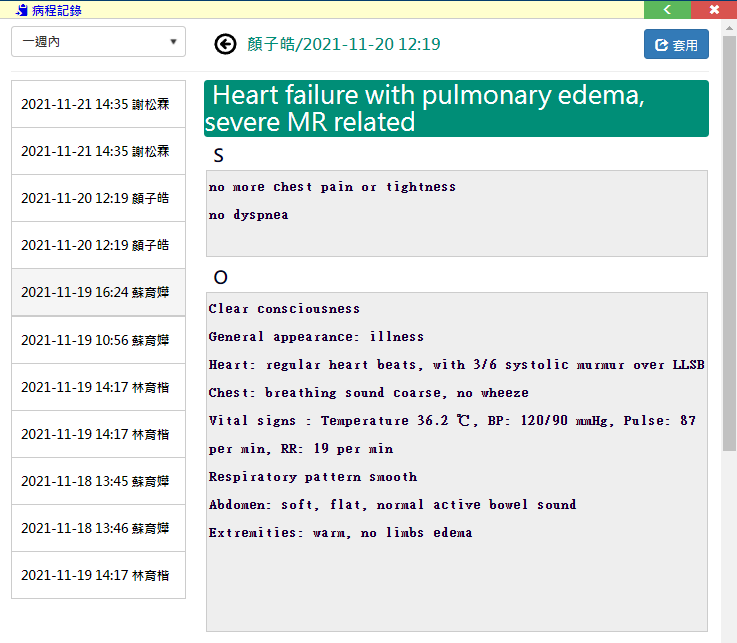 病程記錄
一週內
顏子皓/2021-11-20 12:19
套用
2021-11-21 14:35 謝松霖
2021-11-21 14:35 謝松霖
2021-11-20 12:19 顏子皓
2021-11-20 12:19 顏子皓
2021-11-19 16:24 蘇育嬅
2021-11-19 10:56 蘇育嬅
2021-11-19 14:17 林育楷
2021-11-19 14:17 林育楷
2021-11-18 13:45 蘇育嬅
2021-11-18 13:46 蘇育嬅
2021-11-19 14:17 林育楷
Heart failure with pulmonary edema,
severe MR related
S
no more chest pain or tightness
no dyspnea
O
Clear consciousness
General appearance: illness
Heart: regular heart beats, with 3/6 systolic murmur over LLSB
Chest: breathing sound coarse, no wheeze
Vital signs : Temperature 36.2 ℃, BP: 120/90 mmHg, Pulse: 87
per min, RR: 19 per min
Respiratory pattern smooth
Abdomen: soft, flat, normal active bowel sound
Extremities: warm, no limbs edema